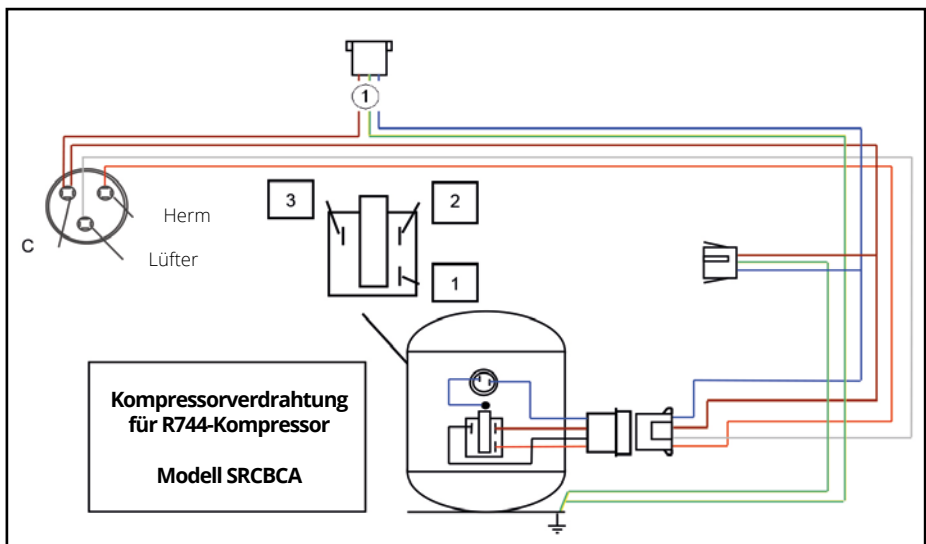 1
3
2
Herm
C
Lüfter
1
Kompressorverdrahtung
für R744-Kompressor
Modell SRCBCA